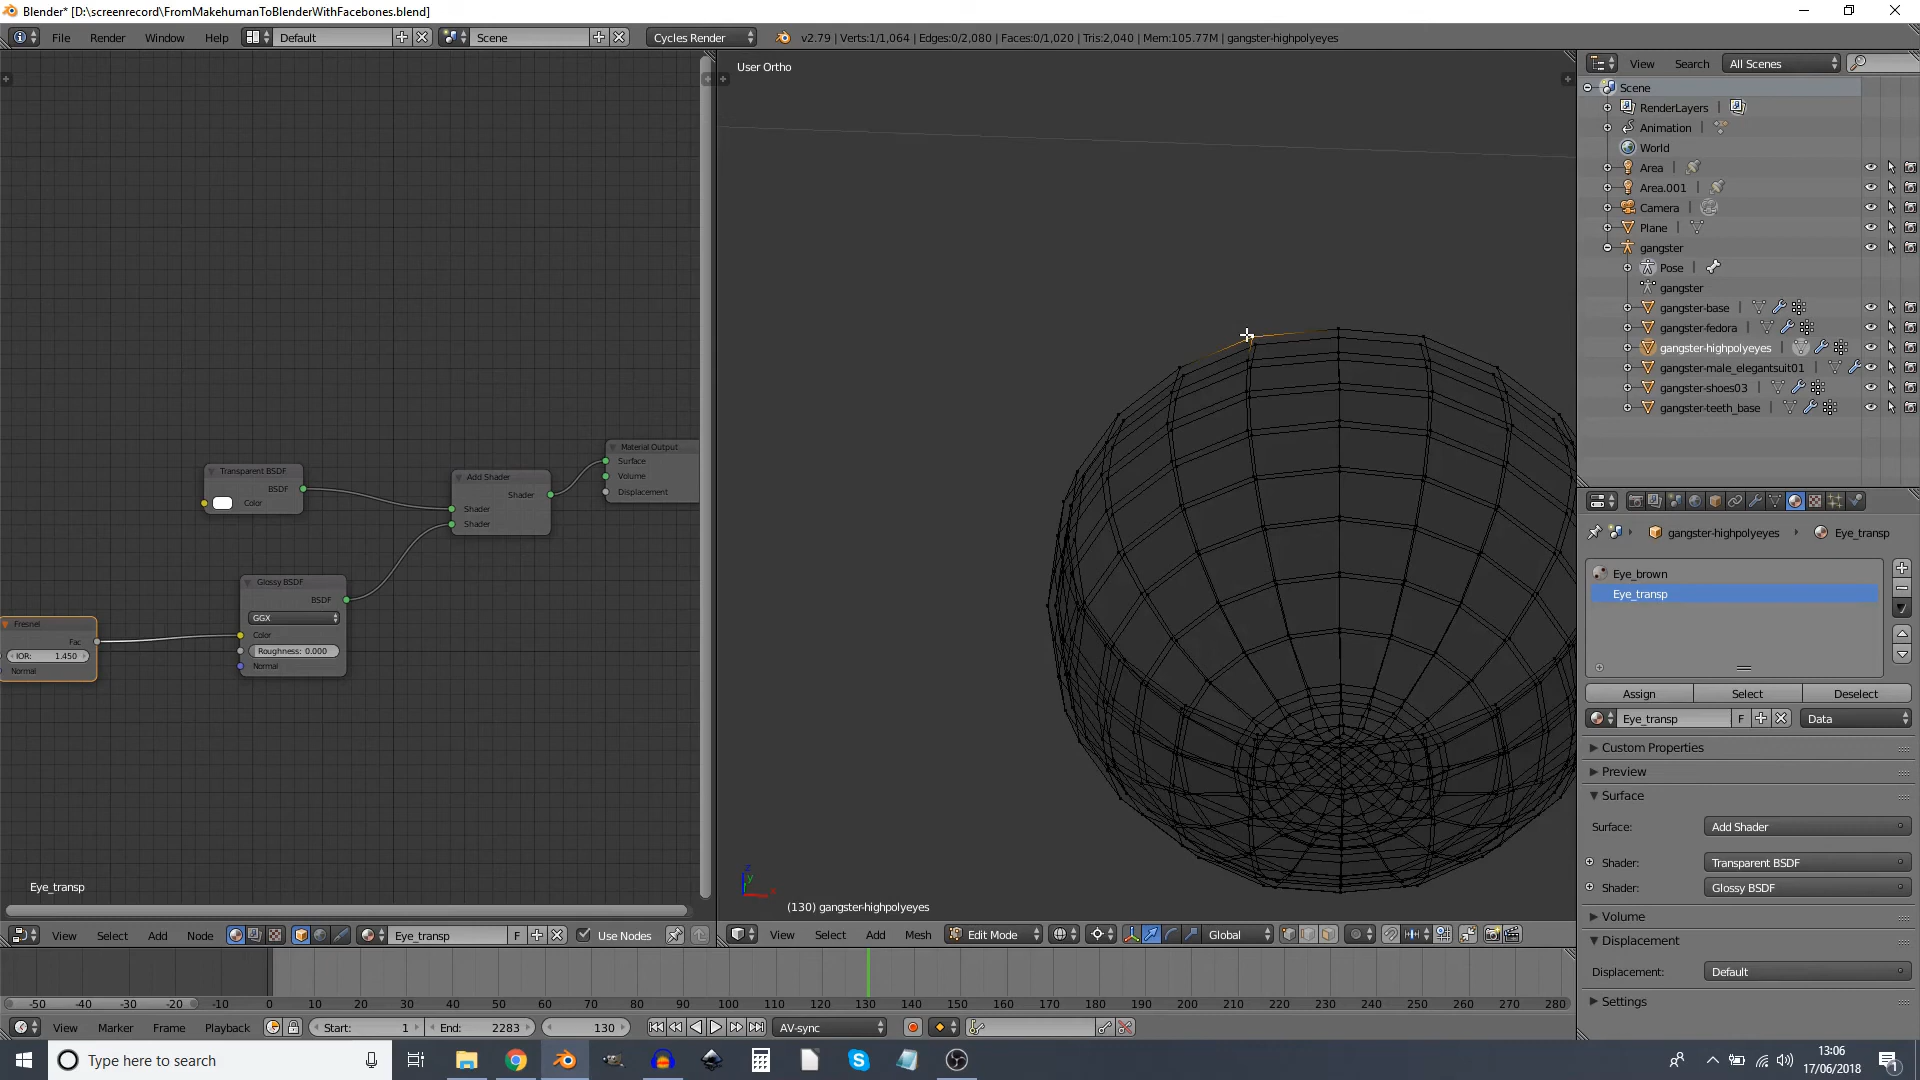 Blender* [D:\screenrecord\FromMakehumanToBlenderWithFacebones.blend]
File Render Window Help Default Scene Cycles Render v2.79 | Verts:1/1,064 | Edges:0/2,080 | Faces:0/1,020 | Tris:2,040 | Mem:105.77M | gangster-highpolyeyes
User Ortho
View Search All Scenes
Scene
RenderLayers |
Animation |
World
Area |
Area.001 |
Camera |
Plane |
gangster
Pose |
gangster
gangster-base |
gangster-fedora |
gangster-highpolyeyes |
gangster-male_elegantsuit01 |
gangster-shoes03 |
gangster-teeth_base |
Transparent BSDF
BSDF
Color
Add Shader
Shader
Shader
Shader
Material Output
Surface
Volume
Displacement
Glossy BSDF
BSDF
GGX
Color
Roughness: 0.000
Normal
Fresnel
Fac
IOR: 1.450
Normal
Eye_transp
z
y
x
(130) gangster-highpolyeyes
gangster-highpolyeyes Eye_transp
Eye_brown
Eye_transp
Assign Select Deselect
Eye_transp F Data
Custom Properties
Preview
Surface
Surface: Add Shader
Shader: Transparent BSDF
Shader: Glossy BSDF
Volume
Displacement
Displacement: Default
Settings
View Select Add Node Eye_transp F Use Nodes
View Select Add Mesh Edit Mode Global
-50 -40 -30 -20 -10 0 10 20 30 40 50 60 70 80 90 100 110 120 130 140 150 160 170 180 190 200 210 220 230 240 250 260 270 280
View Marker Frame Playback Start: 1 End: 2283 130 AV-sync
Type here to search
13:06
17/06/2018
1